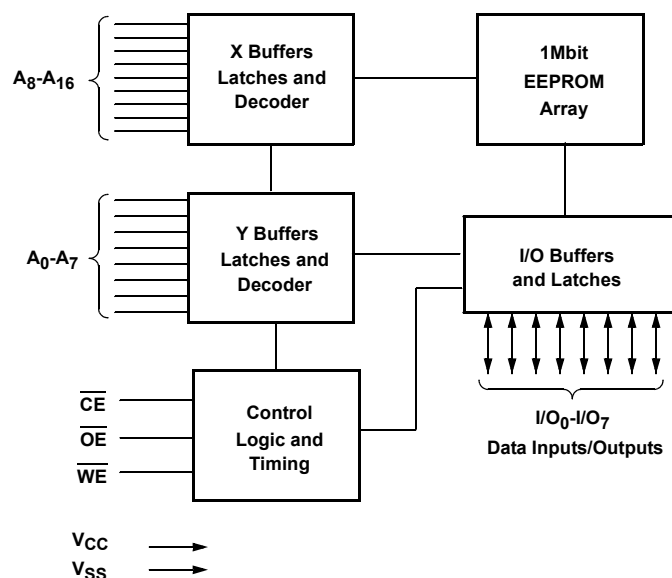 X Buffers
Latches and
Decoder
1Mbit
EEPROM
Array
A8-A16
Y Buffers
Latches and
Decoder
I/O Buffers
and Latches
A0-A7
CE
OE
WE
Control
Logic and
Timing
I/O0-I/O7
Data Inputs/Outputs
VCC
VSS